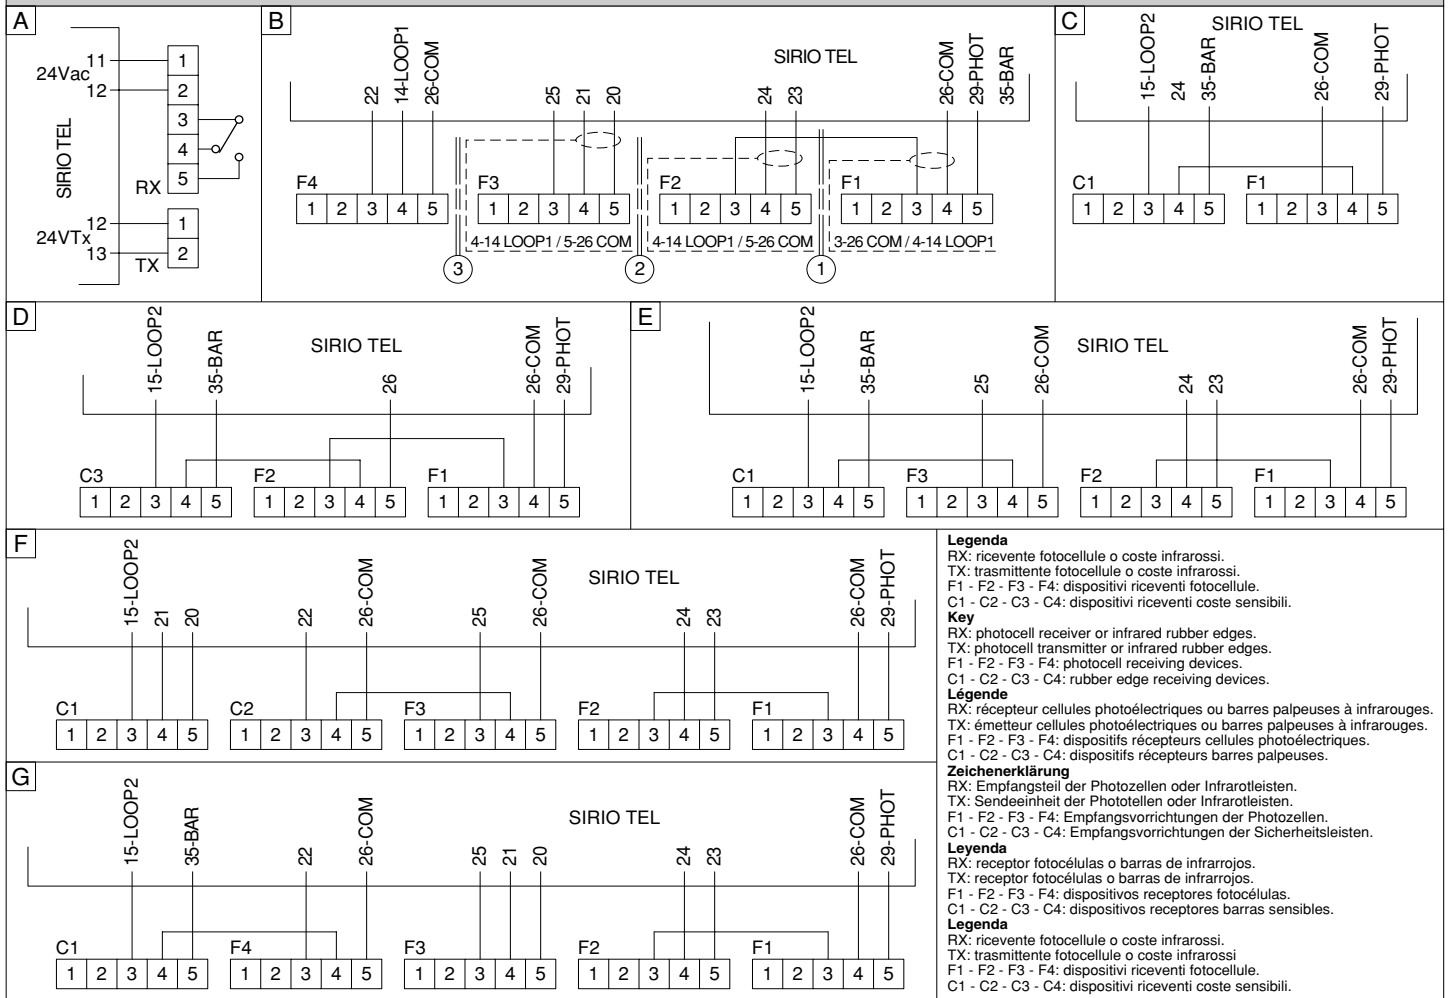 A
11
24Vac
12
SIRIO TEL
1
2
3
4
5
RX
12
24VTx
13
TX
1
2
B
SIRIO TEL
22
14-LOOP1
26-COM
25
21
20
24
23
26-COM
29-PHOT
35-BAR
F4
1 2 3 4 5
F3
1 2 3 4 5
F2
1 2 3 4 5
F1
1 2 3 4 5
4-14 LOOP1 / 5-26 COM
4-14 LOOP1 / 5-26 COM
3-26 COM / 4-14 LOOP1
3
2
1
C
SIRIO TEL
15-LOOP2
24
35-BAR
26-COM
29-PHOT
C1
1 2 3 4 5
F1
1 2 3 4 5
D
SIRIO TEL
15-LOOP2
35-BAR
26
26-COM
29-PHOT
C3
1 2 3 4 5
F2
1 2 3 4 5
F1
1 2 3 4 5
E
SIRIO TEL
15-LOOP2
35-BAR
25
26-COM
24
23
26-COM
29-PHOT
C1
1 2 3 4 5
F3
1 2 3 4 5
F2
1 2 3 4 5
F1
1 2 3 4 5
F
SIRIO TEL
15-LOOP2
21
20
22
26-COM
25
26-COM
24
23
26-COM
29-PHOT
C1
1 2 3 4 5
C2
1 2 3 4 5
F3
1 2 3 4 5
F2
1 2 3 4 5
F1
1 2 3 4 5
G
SIRIO TEL
15-LOOP2
35-BAR
22
26-COM
25
21
20
24
23
26-COM
29-PHOT
C1
1 2 3 4 5
F4
1 2 3 4 5
F3
1 2 3 4 5
F2
1 2 3 4 5
F1
1 2 3 4 5
Legenda
RX: ricevente fotocellule o coste infrarossi.
TX: trasmittente fotocellule o coste infrarossi.
F1 - F2 - F3 - F4: dispositivi riceventi fotocellule.
C1 - C2 - C3 - C4: dispositivi riceventi coste sensibili.
Key
RX: photocell receiver or infrared rubber edges.
TX: photocell transmitter or infrared rubber edges.
F1 - F2 - F3 - F4: photocell receiving devices.
C1 - C2 - C3 - C4: rubber edge receiving devices.
Légende
RX: récepteur cellules photoélectriques ou barres palpeuses à infrarouges.
TX: émetteur cellules photoélectriques ou barres palpeuses à infrarouges.
F1 - F2 - F3 - F4: dispositifs récepteurs cellules photoélectriques.
C1 - C2 - C3 - C4: dispositifs récepteurs barres palpeuses.
Zeichenerklärung
RX: Empfangsteil der Photozellen oder Infrarotleisten.
TX: Sendeeinheit der Phototellen oder Infrarotleisten.
F1 - F2 - F3 - F4: Empfangsvorrichtungen der Photozellen.
C1 - C2 - C3 - C4: Empfangsvorrichtungen der Sicherheitsleisten.
Leyenda
RX: receptor fotocélulas o barras de infrarrojos.
TX: receptor fotocélulas o barras de infrarrojos.
F1 - F2 - F3 - F4: dispositivos receptores fotocélulas.
C1 - C2 - C3 - C4: dispositivos receptores barras sensibles.
Legenda
RX: ricevente fotocellule o coste infrarossi.
TX: trasmittente fotocellule o coste infrarossi
F1 - F2 - F3 - F4: dispositivi riceventi fotocellule.
C1 - C2 - C3 - C4: dispositivi riceventi coste sensibili.